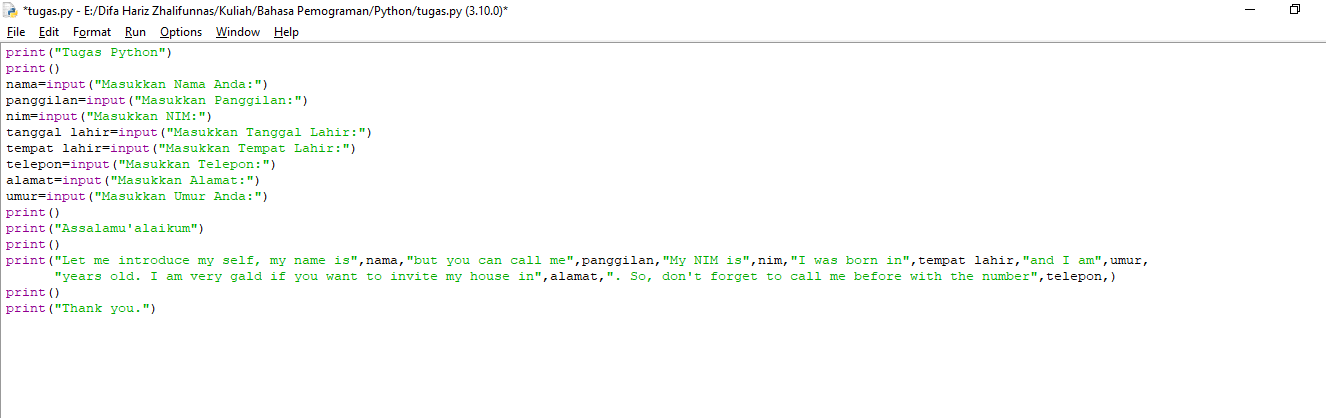 *tugas.py - E:/Difa Hariz Zhalifunnas/Kuliah/Bahasa Pemograman/Python/tugas.py (3.10.0)*
File Edit Format Run Options Window Help
print("Tugas Python")
print()
nama=input("Masukkan Nama Anda:")
panggilan=input("Masukkan Panggilan:")
nim=input("Masukkan NIM:")
tanggal lahir=input("Masukkan Tanggal Lahir:")
tempat lahir=input("Masukkan Tempat Lahir:")
telepon=input("Masukkan Telepon:")
alamat=input("Masukkan Alamat:")
umur=input("Masukkan Umur Anda:")
print()
print("Assalamu'alaikum")
print()
print("Let me introduce my self, my name is",nama,"but you can call me",panggilan,"My NIM is",nim,"I was born in",tempat lahir,"and I am",umur,
"years old. I am very gald if you want to invite my house in",alamat,". So, don't forget to call me before with the number",telepon,)
print()
print("Thank you.")